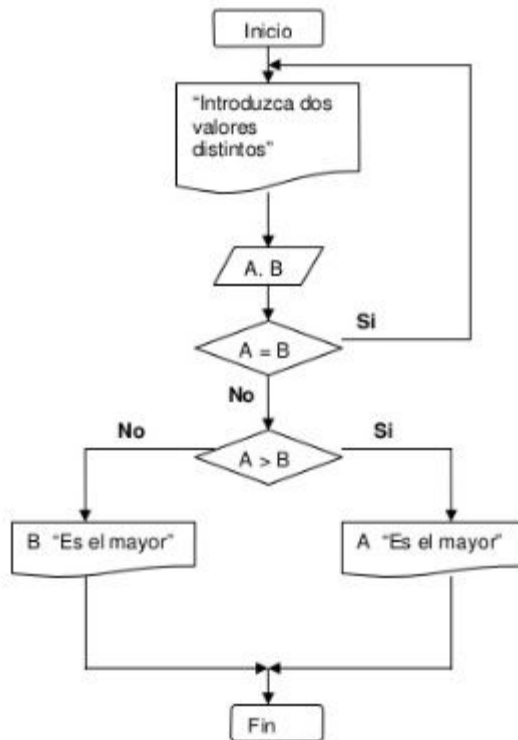 Inicio
“Introduzca dos
valores
distintos”
A. B
Si
A = B
No
No
Si
A > B
B “Es el mayor”
A “Es el mayor”
Fin